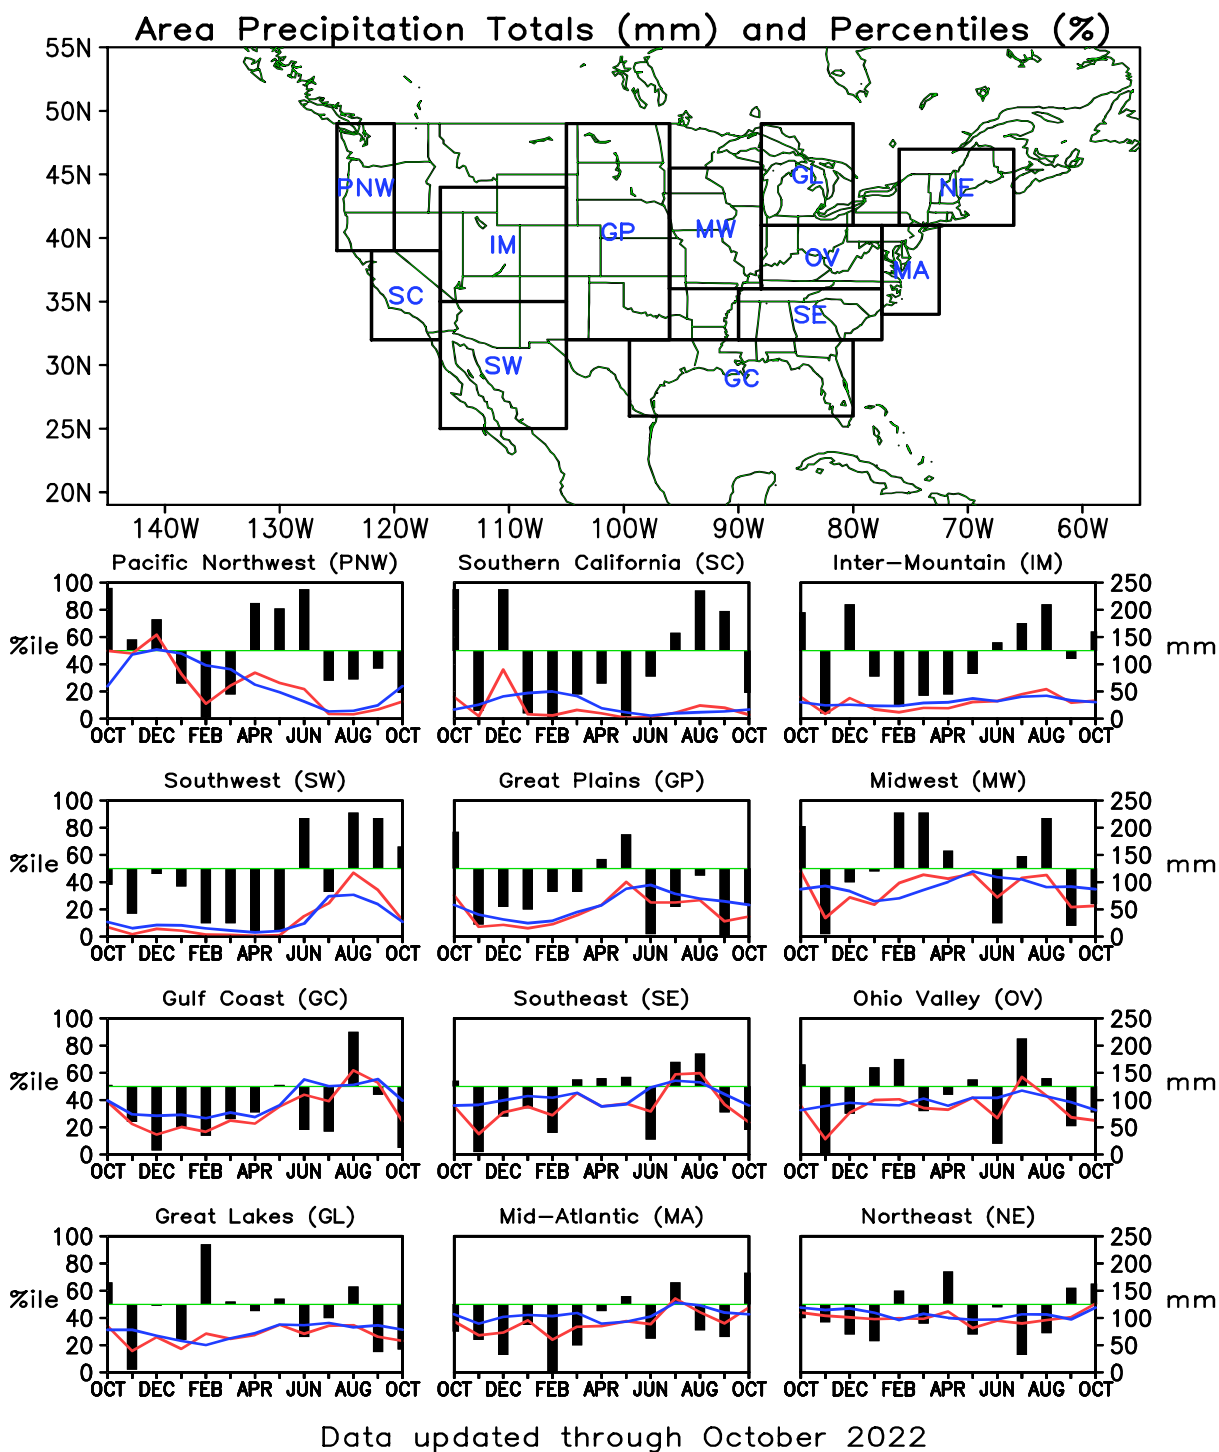 Area Precipitation Totals (mm) and Percentiles (%)
55N
50N
45N
40N
35N
30N
25N
20N
PNW
IM
GP
MW
GL
NE
SC
OV
MA
SE
SW
GC
140W 130W 120W 110W 100W 90W 80W 70W 60W
Pacific Northwest (PNW) Southern California (SC) Inter-Mountain (IM)
100 250
80 200
60 150
%ile mm
40 100
20 50
0 0
OCT DEC FEB APR JUN AUG OCT OCT DEC FEB APR JUN AUG OCT OCT DEC FEB APR JUN AUG OCT
Southwest (SW) Great Plains (GP) Midwest (MW)
100 250
80 200
60 150
%ile mm
40 100
20 50
0 0
OCT DEC FEB APR JUN AUG OCT OCT DEC FEB APR JUN AUG OCT OCT DEC FEB APR JUN AUG OCT
Gulf Coast (GC) Southeast (SE) Ohio Valley (OV)
100 250
80 200
60 150
%ile mm
40 100
20 50
0 0
OCT DEC FEB APR JUN AUG OCT OCT DEC FEB APR JUN AUG OCT OCT DEC FEB APR JUN AUG OCT
Great Lakes (GL) Mid-Atlantic (MA) Northeast (NE)
100 250
80 200
60 150
%ile mm
40 100
20 50
0 0
OCT DEC FEB APR JUN AUG OCT OCT DEC FEB APR JUN AUG OCT OCT DEC FEB APR JUN AUG OCT
Data updated through October 2022